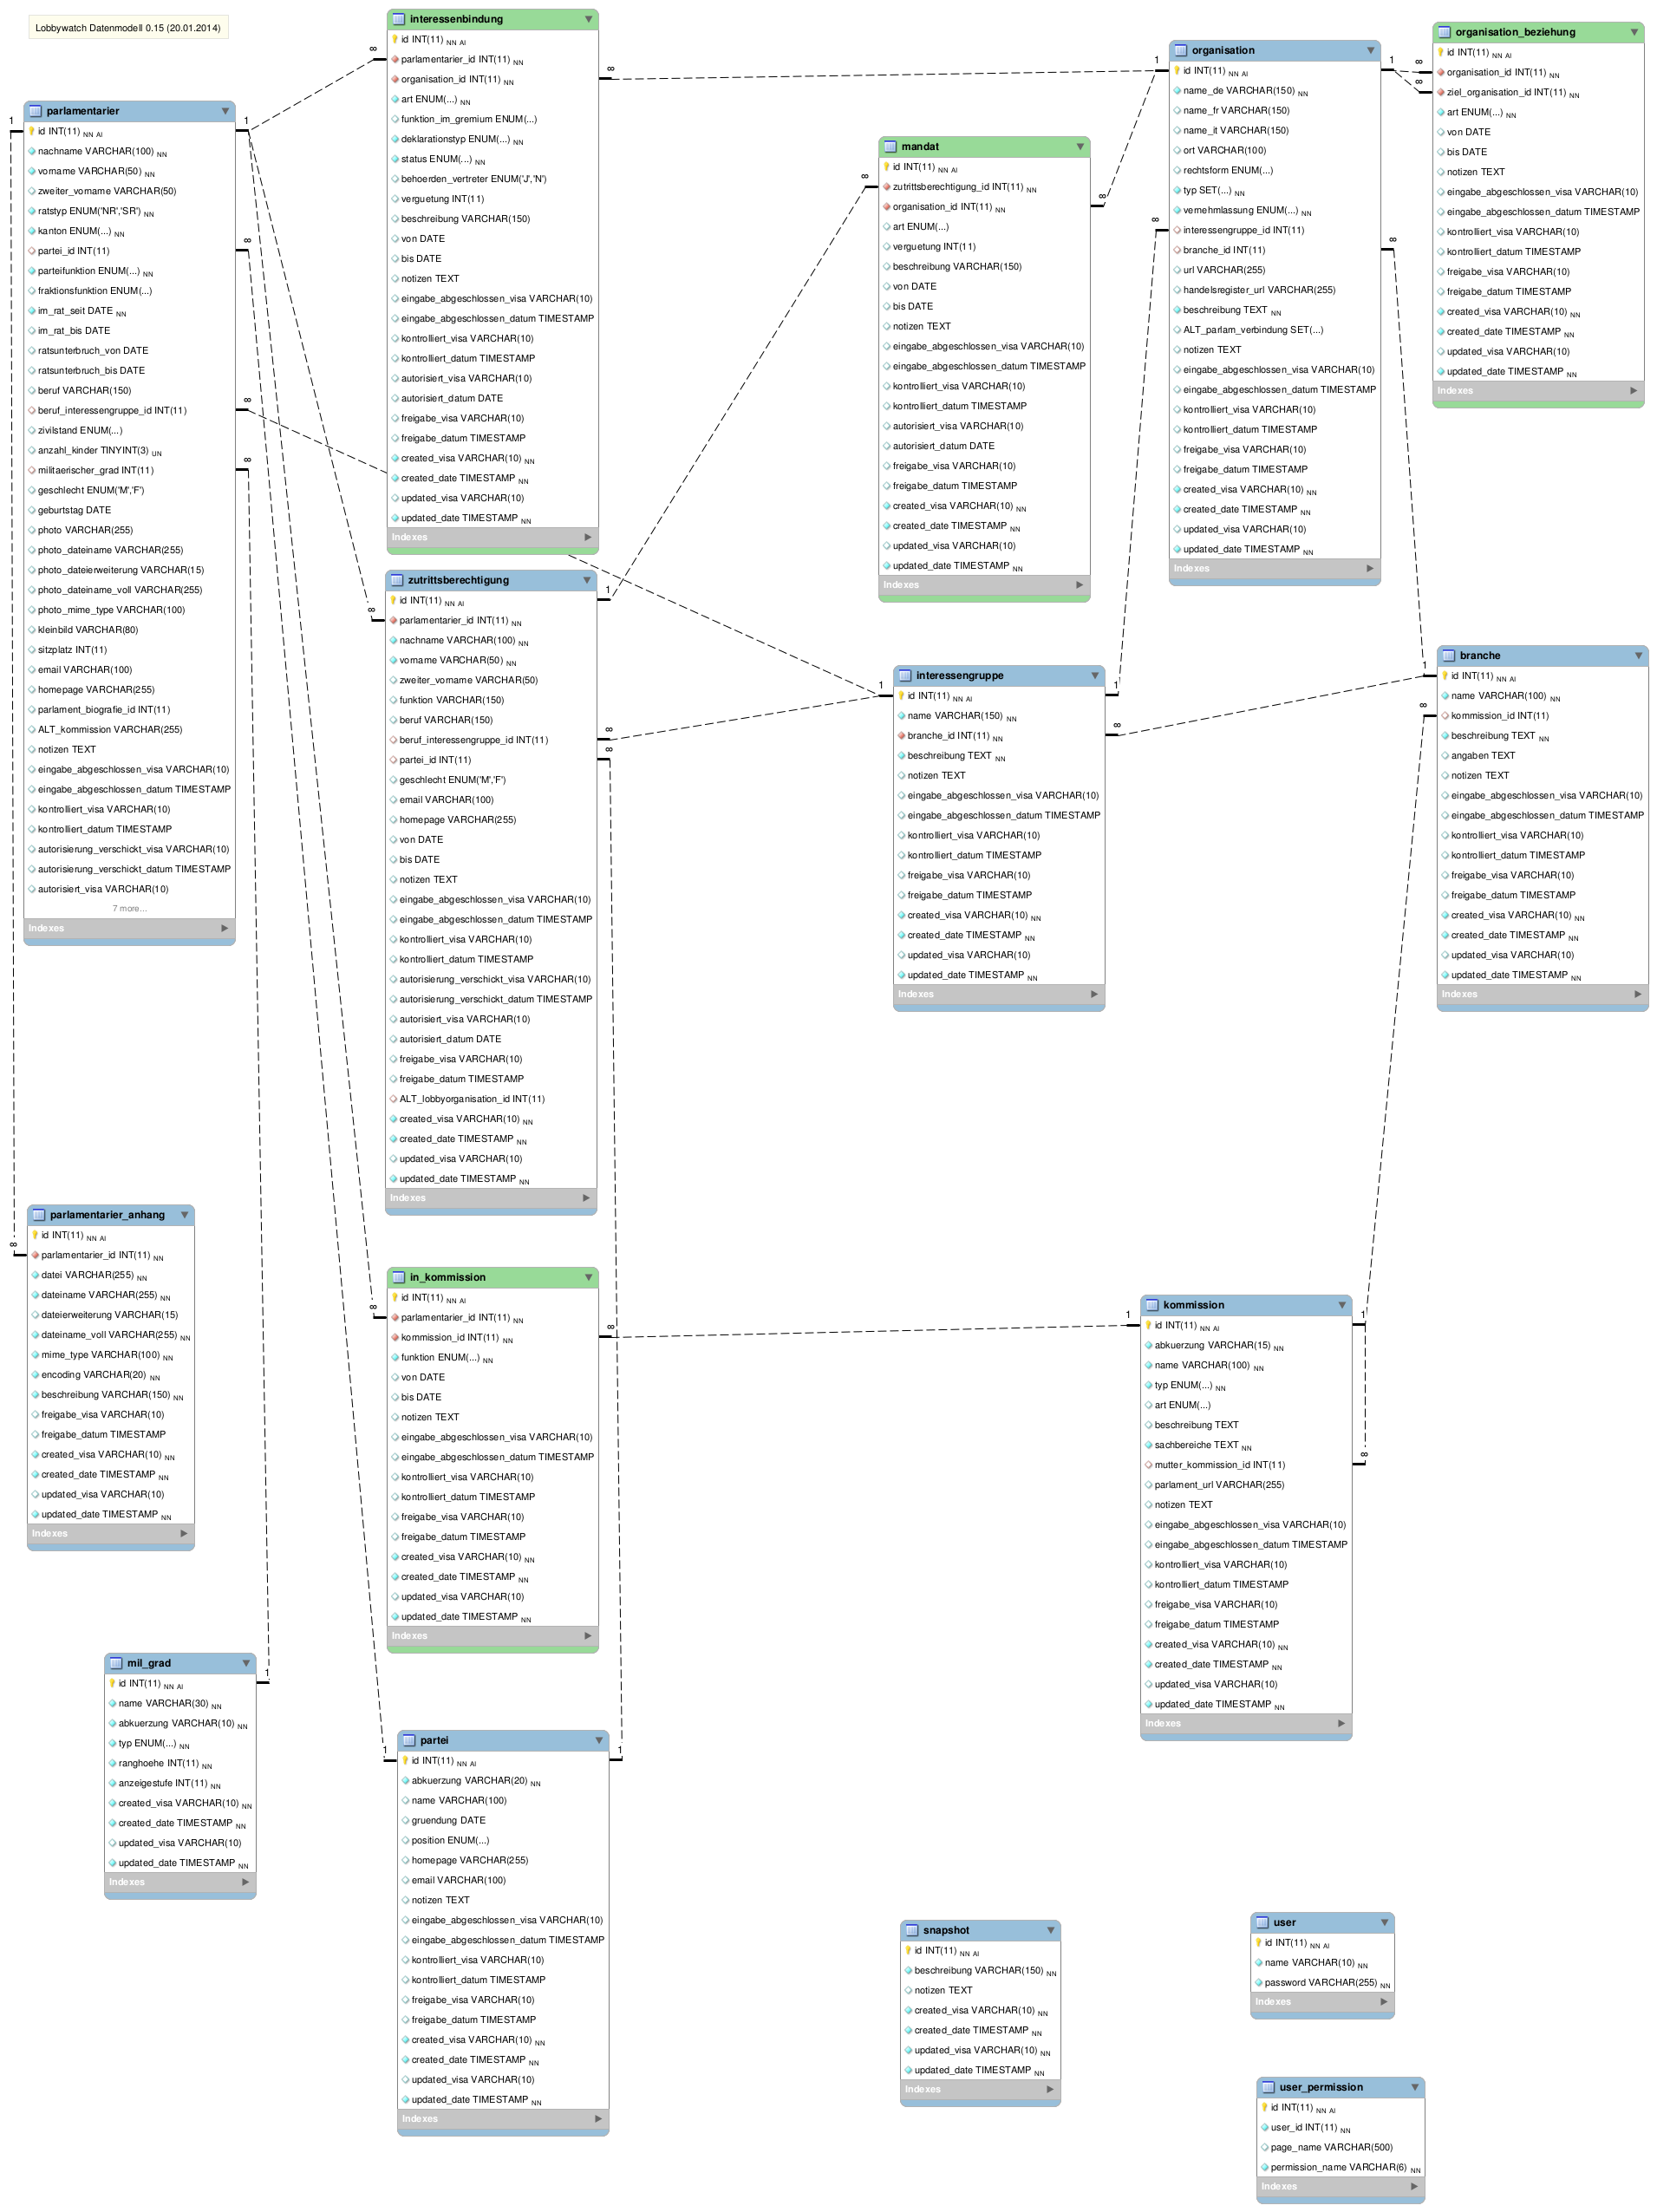 Lobbywatch Datenmodell 0.15 (20.01.2014)
parlamentarier
id INT(11) NN AI
nachname VARCHAR(100) NN
vorname VARCHAR(50) NN
zweiter_vorname VARCHAR(50)
ratstyp ENUM('NR','SR') NN
kanton ENUM(...) NN
partei_id INT(11)
parteifunktion ENUM(...) NN
fraktionsfunktion ENUM(...)
im_rat_seit DATE NN
im_rat_bis DATE
ratsunterbruch_von DATE
ratsunterbruch_bis DATE
beruf VARCHAR(150)
beruf_interessengruppe_id INT(11)
zivilstand ENUM(...)
anzahl_kinder TINYINT(3) UN
militaerischer_grad INT(11)
geschlecht ENUM('M','F')
geburtstag DATE
photo VARCHAR(255)
photo_dateiname VARCHAR(255)
photo_dateierweiterung VARCHAR(15)
photo_dateiname_voll VARCHAR(255)
photo_mime_type VARCHAR(100)
kleinbild VARCHAR(80)
sitzplatz INT(11)
email VARCHAR(100)
homepage VARCHAR(255)
parlament_biografie_id INT(11)
ALT_kommission VARCHAR(255)
notizen TEXT
eingabe_abgeschlossen_visa VARCHAR(10)
eingabe_abgeschlossen_datum TIMESTAMP
kontrolliert_visa VARCHAR(10)
kontrolliert_datum TIMESTAMP
autorisierung_verschickt_visa VARCHAR(10)
autorisierung_verschickt_datum TIMESTAMP
autorisiert_visa VARCHAR(10)
7 more...
Indexes
interessenbindung
id INT(11) NN AI
parlamentarier_id INT(11) NN
organisation_id INT(11) NN
art ENUM(...) NN
funktion_im_gremium ENUM(...)
deklarationstyp ENUM(...) NN
status ENUM(...) NN
behoerden_vertreter ENUM('J','N')
verguetung INT(11)
beschreibung VARCHAR(150)
von DATE
bis DATE
notizen TEXT
eingabe_abgeschlossen_visa VARCHAR(10)
eingabe_abgeschlossen_datum TIMESTAMP
kontrolliert_visa VARCHAR(10)
kontrolliert_datum TIMESTAMP
autorisiert_visa VARCHAR(10)
autorisiert_datum DATE
freigabe_visa VARCHAR(10)
freigabe_datum TIMESTAMP
created_visa VARCHAR(10) NN
created_date TIMESTAMP NN
updated_visa VARCHAR(10)
updated_date TIMESTAMP NN
Indexes
mandat
id INT(11) NN AI
zutrittsberechtigung_id INT(11) NN
organisation_id INT(11) NN
art ENUM(...)
verguetung INT(11)
beschreibung VARCHAR(150)
von DATE
bis DATE
notizen TEXT
eingabe_abgeschlossen_visa VARCHAR(10)
eingabe_abgeschlossen_datum TIMESTAMP
kontrolliert_visa VARCHAR(10)
kontrolliert_datum TIMESTAMP
autorisiert_visa VARCHAR(10)
autorisiert_datum DATE
freigabe_visa VARCHAR(10)
freigabe_datum TIMESTAMP
created_visa VARCHAR(10) NN
created_date TIMESTAMP NN
updated_visa VARCHAR(10)
updated_date TIMESTAMP NN
Indexes
organisation
id INT(11) NN AI
name_de VARCHAR(150) NN
name_fr VARCHAR(150)
name_it VARCHAR(150)
ort VARCHAR(100)
rechtsform ENUM(...)
typ SET(...) NN
vernehmlassung ENUM(...) NN
interessengruppe_id INT(11)
branche_id INT(11)
url VARCHAR(255)
handelsregister_url VARCHAR(255)
beschreibung TEXT NN
ALT_parlam_verbindung SET(...)
notizen TEXT
eingabe_abgeschlossen_visa VARCHAR(10)
eingabe_abgeschlossen_datum TIMESTAMP
kontrolliert_visa VARCHAR(10)
kontrolliert_datum TIMESTAMP
freigabe_visa VARCHAR(10)
freigabe_datum TIMESTAMP
created_visa VARCHAR(10) NN
created_date TIMESTAMP NN
updated_visa VARCHAR(10)
updated_date TIMESTAMP NN
Indexes
organisation_beziehung
id INT(11) NN AI
organisation_id INT(11) NN
ziel_organisation_id INT(11) NN
art ENUM(...) NN
von DATE
bis DATE
notizen TEXT
eingabe_abgeschlossen_visa VARCHAR(10)
eingabe_abgeschlossen_datum TIMESTAMP
kontrolliert_visa VARCHAR(10)
kontrolliert_datum TIMESTAMP
freigabe_visa VARCHAR(10)
freigabe_datum TIMESTAMP
created_visa VARCHAR(10) NN
created_date TIMESTAMP NN
updated_visa VARCHAR(10)
updated_date TIMESTAMP NN
Indexes
zutrittsberechtigung
id INT(11) NN AI
parlamentarier_id INT(11) NN
nachname VARCHAR(100) NN
vorname VARCHAR(50) NN
zweiter_vorname VARCHAR(50)
funktion VARCHAR(150)
beruf VARCHAR(150)
beruf_interessengruppe_id INT(11)
partei_id INT(11)
geschlecht ENUM('M','F')
email VARCHAR(100)
homepage VARCHAR(255)
von DATE
bis DATE
notizen TEXT
eingabe_abgeschlossen_visa VARCHAR(10)
eingabe_abgeschlossen_datum TIMESTAMP
kontrolliert_visa VARCHAR(10)
kontrolliert_datum TIMESTAMP
autorisierung_verschickt_visa VARCHAR(10)
autorisierung_verschickt_datum TIMESTAMP
autorisiert_visa VARCHAR(10)
autorisiert_datum DATE
freigabe_visa VARCHAR(10)
freigabe_datum TIMESTAMP
ALT_lobbyorganisation_id INT(11)
created_visa VARCHAR(10) NN
created_date TIMESTAMP NN
updated_visa VARCHAR(10)
updated_date TIMESTAMP NN
Indexes
interessengruppe
id INT(11) NN AI
name VARCHAR(150) NN
branche_id INT(11) NN
beschreibung TEXT NN
notizen TEXT
eingabe_abgeschlossen_visa VARCHAR(10)
eingabe_abgeschlossen_datum TIMESTAMP
kontrolliert_visa VARCHAR(10)
kontrolliert_datum TIMESTAMP
freigabe_visa VARCHAR(10)
freigabe_datum TIMESTAMP
created_visa VARCHAR(10) NN
created_date TIMESTAMP NN
updated_visa VARCHAR(10)
updated_date TIMESTAMP NN
Indexes
branche
id INT(11) NN AI
name VARCHAR(100) NN
kommission_id INT(11)
beschreibung TEXT NN
angaben TEXT
notizen TEXT
eingabe_abgeschlossen_visa VARCHAR(10)
eingabe_abgeschlossen_datum TIMESTAMP
kontrolliert_visa VARCHAR(10)
kontrolliert_datum TIMESTAMP
freigabe_visa VARCHAR(10)
freigabe_datum TIMESTAMP
created_visa VARCHAR(10) NN
created_date TIMESTAMP NN
updated_visa VARCHAR(10)
updated_date TIMESTAMP NN
Indexes
parlamentarier_anhang
id INT(11) NN AI
parlamentarier_id INT(11) NN
datei VARCHAR(255) NN
dateiname VARCHAR(255) NN
dateierweiterung VARCHAR(15)
dateiname_voll VARCHAR(255) NN
mime_type VARCHAR(100) NN
encoding VARCHAR(20) NN
beschreibung VARCHAR(150) NN
freigabe_visa VARCHAR(10)
freigabe_datum TIMESTAMP
created_visa VARCHAR(10) NN
created_date TIMESTAMP NN
updated_visa VARCHAR(10)
updated_date TIMESTAMP NN
Indexes
in_kommission
id INT(11) NN AI
parlamentarier_id INT(11) NN
kommission_id INT(11) NN
funktion ENUM(...) NN
von DATE
bis DATE
notizen TEXT
eingabe_abgeschlossen_visa VARCHAR(10)
eingabe_abgeschlossen_datum TIMESTAMP
kontrolliert_visa VARCHAR(10)
kontrolliert_datum TIMESTAMP
freigabe_visa VARCHAR(10)
freigabe_datum TIMESTAMP
created_visa VARCHAR(10) NN
created_date TIMESTAMP NN
updated_visa VARCHAR(10)
updated_date TIMESTAMP NN
Indexes
kommission
id INT(11) NN AI
abkuerzung VARCHAR(15) NN
name VARCHAR(100) NN
typ ENUM(...) NN
art ENUM(...)
beschreibung TEXT
sachbereiche TEXT NN
mutter_kommission_id INT(11)
parlament_url VARCHAR(255)
notizen TEXT
eingabe_abgeschlossen_visa VARCHAR(10)
eingabe_abgeschlossen_datum TIMESTAMP
kontrolliert_visa VARCHAR(10)
kontrolliert_datum TIMESTAMP
freigabe_visa VARCHAR(10)
freigabe_datum TIMESTAMP
created_visa VARCHAR(10) NN
created_date TIMESTAMP NN
updated_visa VARCHAR(10)
updated_date TIMESTAMP NN
Indexes
mil_grad
id INT(11) NN AI
name VARCHAR(30) NN
abkuerzung VARCHAR(10) NN
typ ENUM(...) NN
ranghoehe INT(11) NN
anzeigestufe INT(11) NN
created_visa VARCHAR(10) NN
created_date TIMESTAMP NN
updated_visa VARCHAR(10)
updated_date TIMESTAMP NN
Indexes
partei
id INT(11) NN AI
abkuerzung VARCHAR(20) NN
name VARCHAR(100)
gruendung DATE
position ENUM(...)
homepage VARCHAR(255)
email VARCHAR(100)
notizen TEXT
eingabe_abgeschlossen_visa VARCHAR(10)
eingabe_abgeschlossen_datum TIMESTAMP
kontrolliert_visa VARCHAR(10)
kontrolliert_datum TIMESTAMP
freigabe_visa VARCHAR(10)
freigabe_datum TIMESTAMP
created_visa VARCHAR(10) NN
created_date TIMESTAMP NN
updated_visa VARCHAR(10)
updated_date TIMESTAMP NN
Indexes
snapshot
id INT(11) NN AI
beschreibung VARCHAR(150) NN
notizen TEXT
created_visa VARCHAR(10) NN
created_date TIMESTAMP NN
updated_visa VARCHAR(10) NN
updated_date TIMESTAMP NN
Indexes
user
id INT(11) NN AI
name VARCHAR(10) NN
password VARCHAR(255) NN
Indexes
user_permission
id INT(11) NN AI
user_id INT(11) NN
page_name VARCHAR(500)
permission_name VARCHAR(6) NN
Indexes